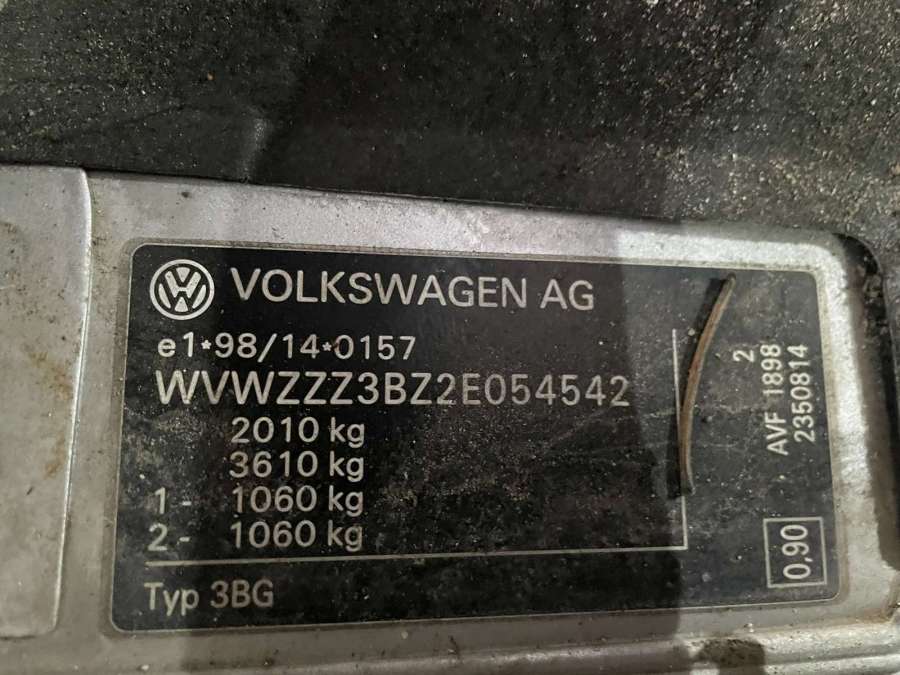 VOLKSWAGEN AG
e1*98/14*0157
WVWZZZ3BZ2E054542
2010 kg
3610 kg
1- 1060 kg
2- 1060 kg
Typ 3BG
2
AVF 1898
2350814
0,90